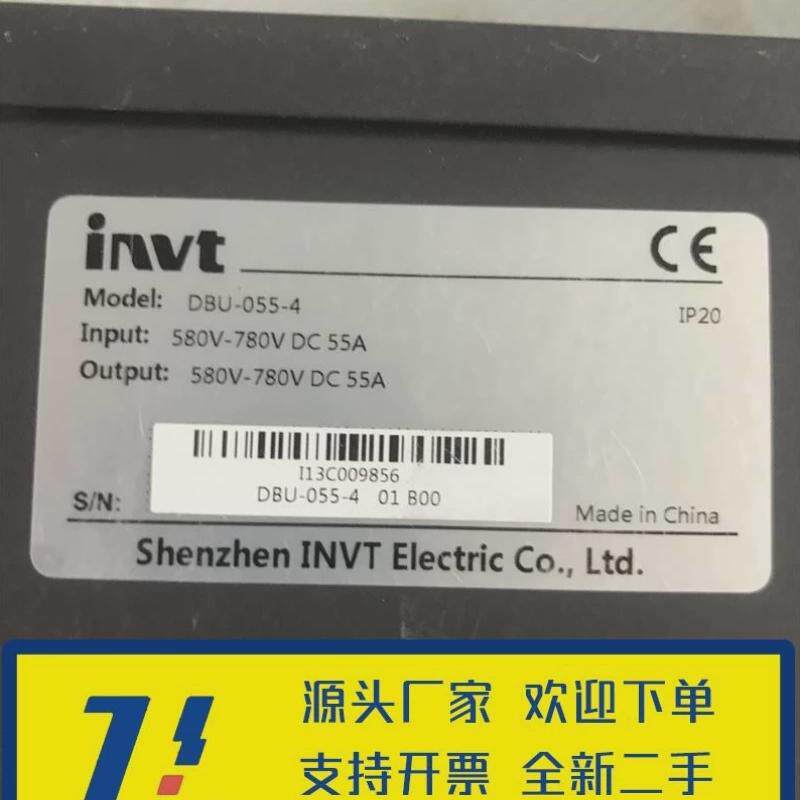 invt
CE
Model: DBU-055-4
IP20
Input: 580V-780V DC 55A
Output: 580V-780V DC 55A
I13C009856
S/N: DBU-055-4 01 B00
Made in China
Shenzhen INVT Electric Co., Ltd.
源头厂家 欢迎下单
支持开票 全新二手